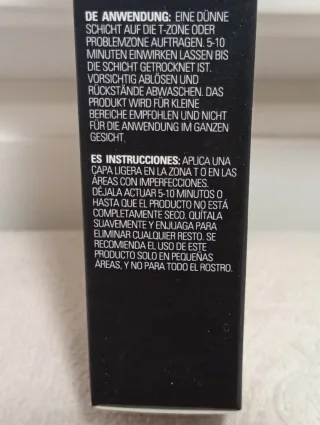 DE ANWENDUNG: EINE DÜNNE
SCHICHT AUF DIE T-ZONE ODER
PROBLEMZONE AUFTRAGEN. 5-10
MINUTEN EINWIRKEN LASSEN BIS
DIE SCHICHT GETROCKNET IST.
VORSICHTIG ABLÖSEN UND
RÜCKSTÄNDE ABWASCHEN. DAS
PRODUKT WIRD FÜR KLEINE
BEREICHE EMPFOHLEN UND NICHT
FÜR DIE ANWENDUNG IM GANZEN
GESICHT.
ES INSTRUCCIONES: APLICA UNA
CAPA LIGERA EN LA ZONA T O EN LAS
ÁREAS CON IMPERFECCIONES.
DÉJALA ACTUAR 5-10 MINUTOS O
HASTA QUE EL PRODUCTO NO ESTÁ
COMPLETAMENTE SECO. QUÍTALA
SUAVEMENTE Y ENJUAGA PARA
ELIMINAR CUALQUIER RESTO. SE
RECOMIENDA EL USO DE ESTE
PRODUCTO SOLO EN PEQUEÑAS
ÁREAS, Y NO PARA TODO EL ROSTRO.